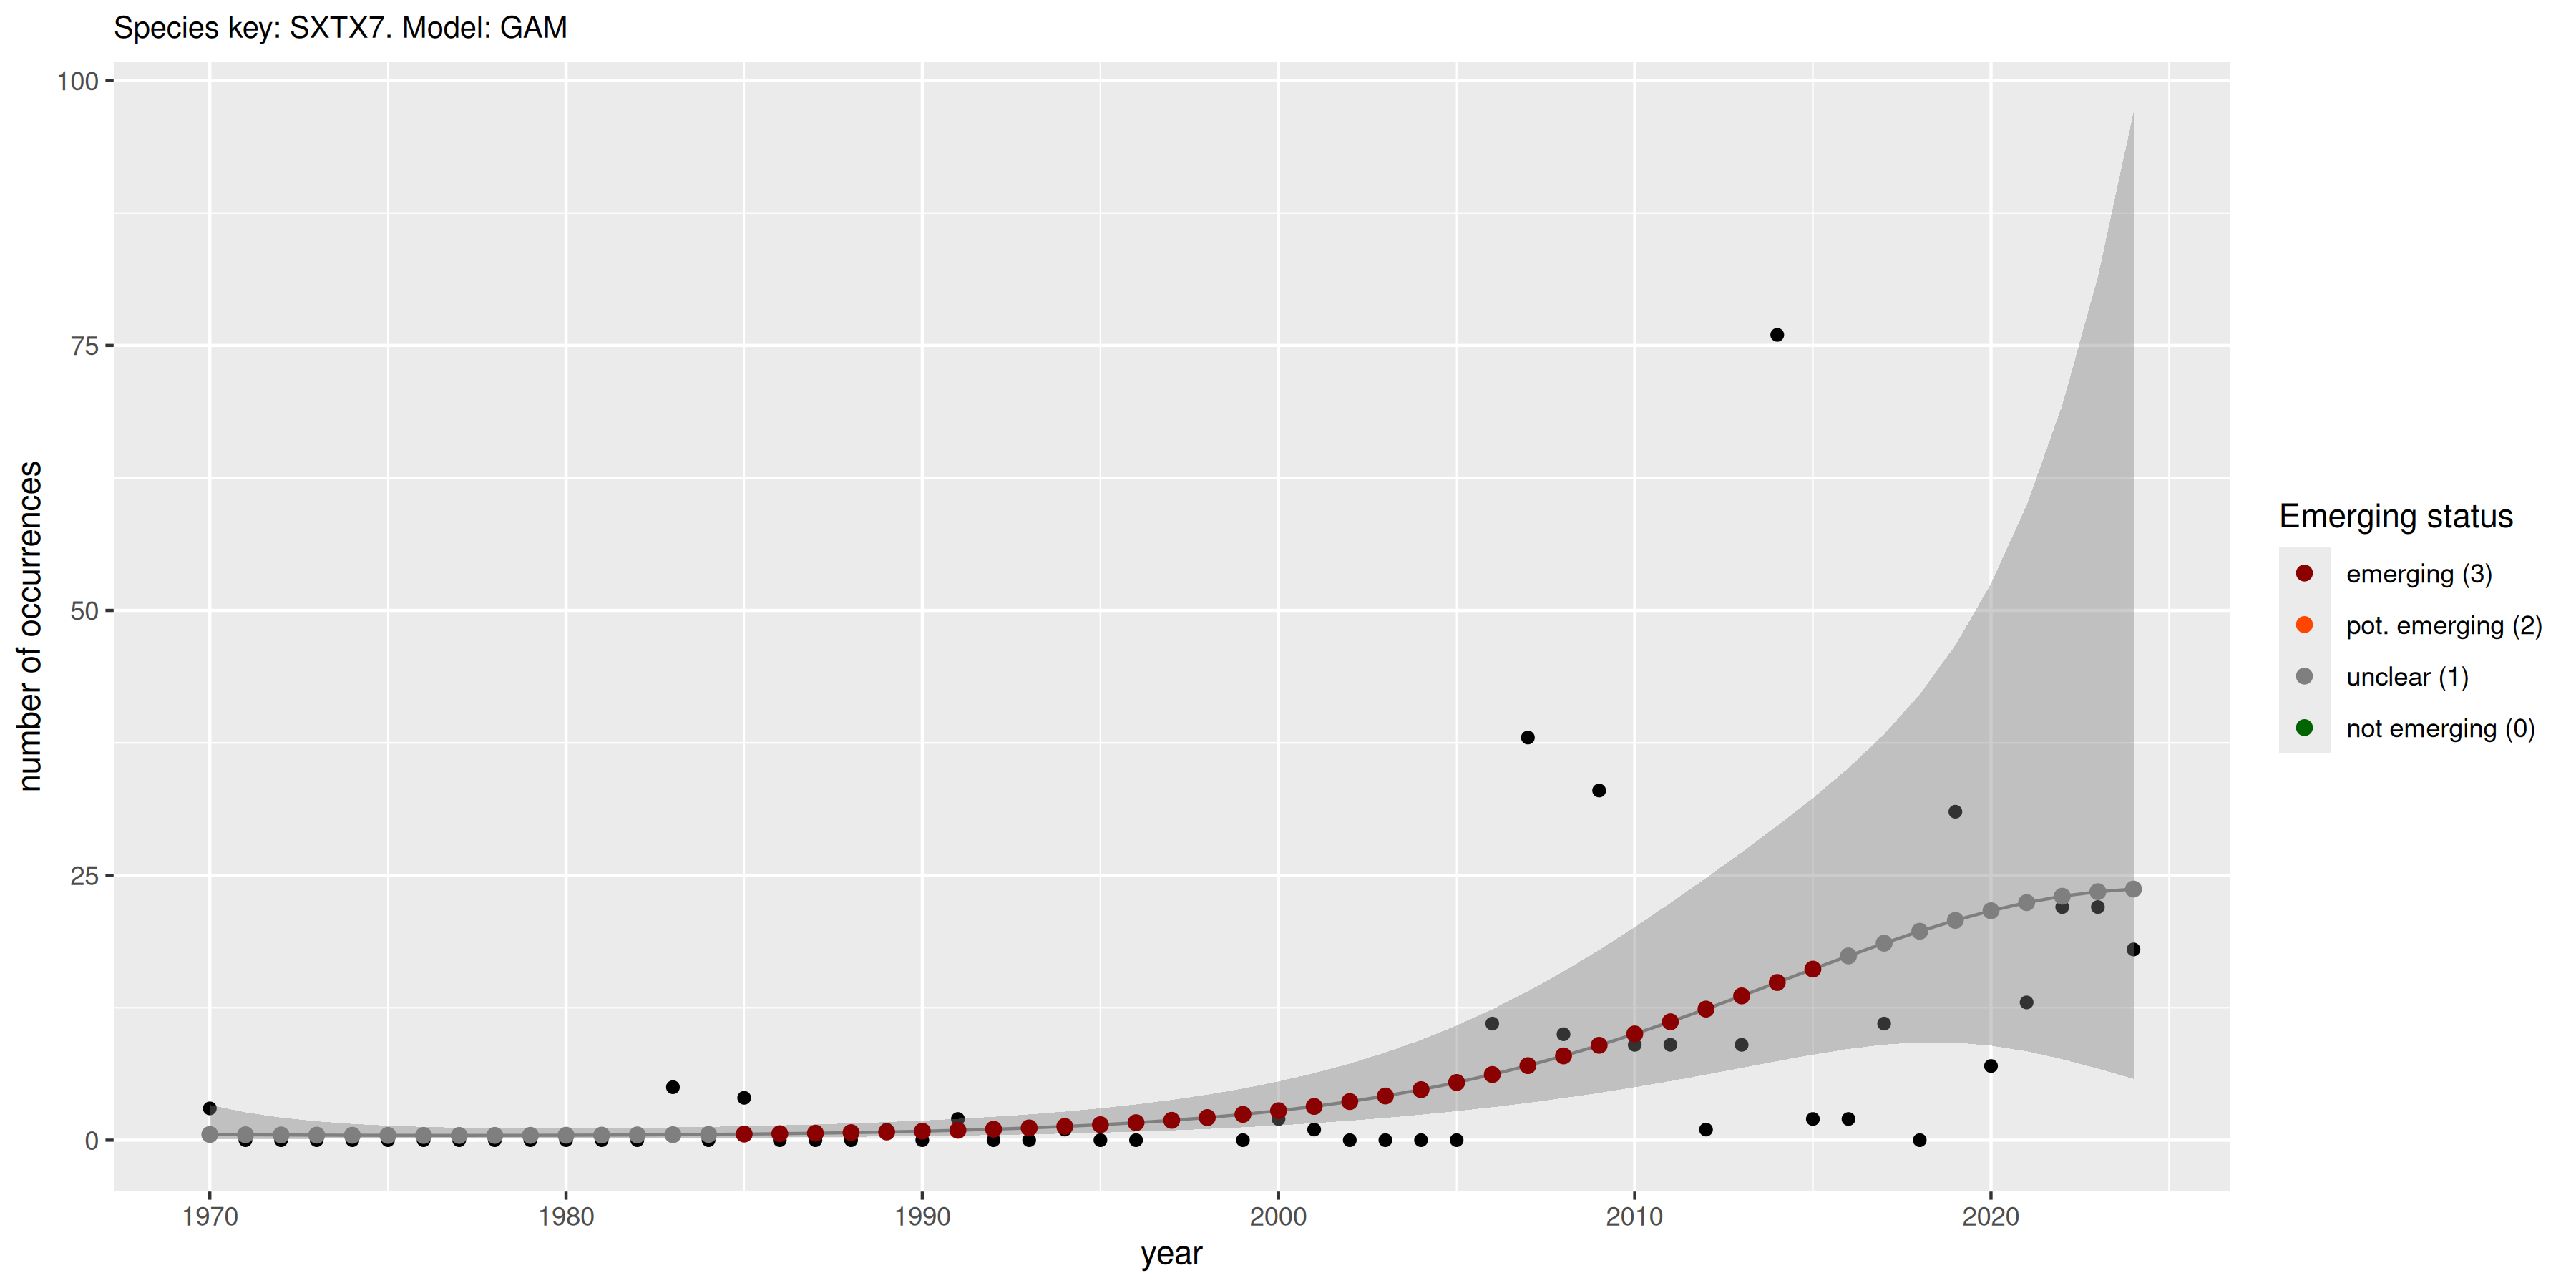 Species key: SXTX7. Model: GAM
100
75
50
25
0
number of occurrences
1970 1980 1990 2000 2010 2020
year
Emerging status
emerging (3)
pot. emerging (2)
unclear (1)
not emerging (0)